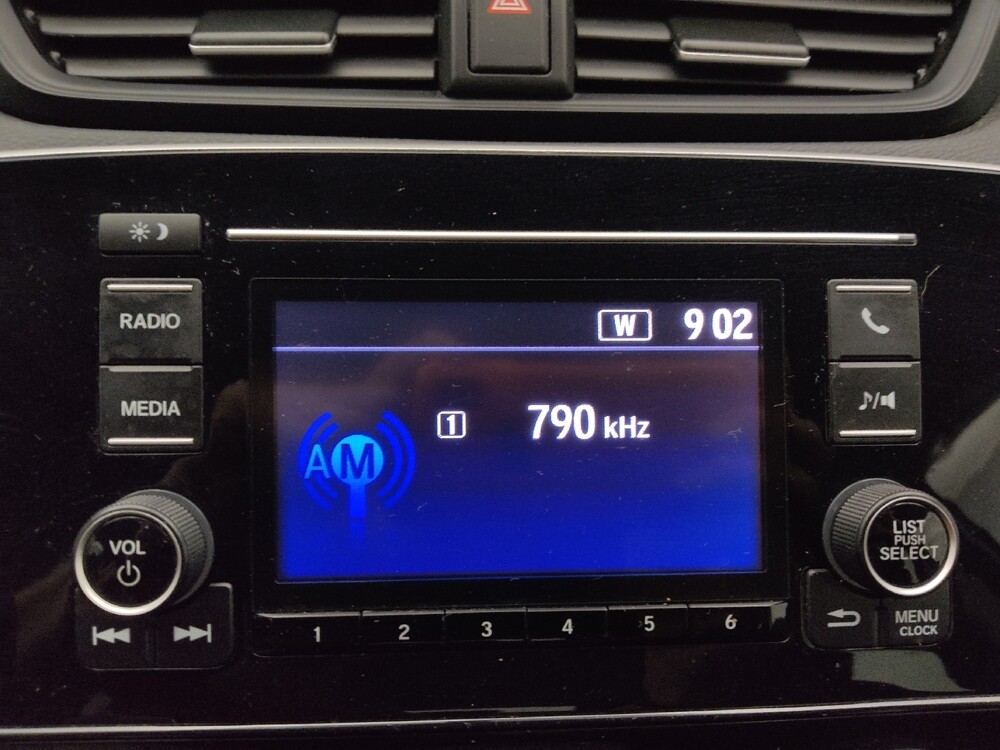 W 9 02
RADIO
MEDIA
1 790 kHz
AM
VOL
LIST
PUSH
SELECT
1 2 3 4 5 6
MENU
CLOCK